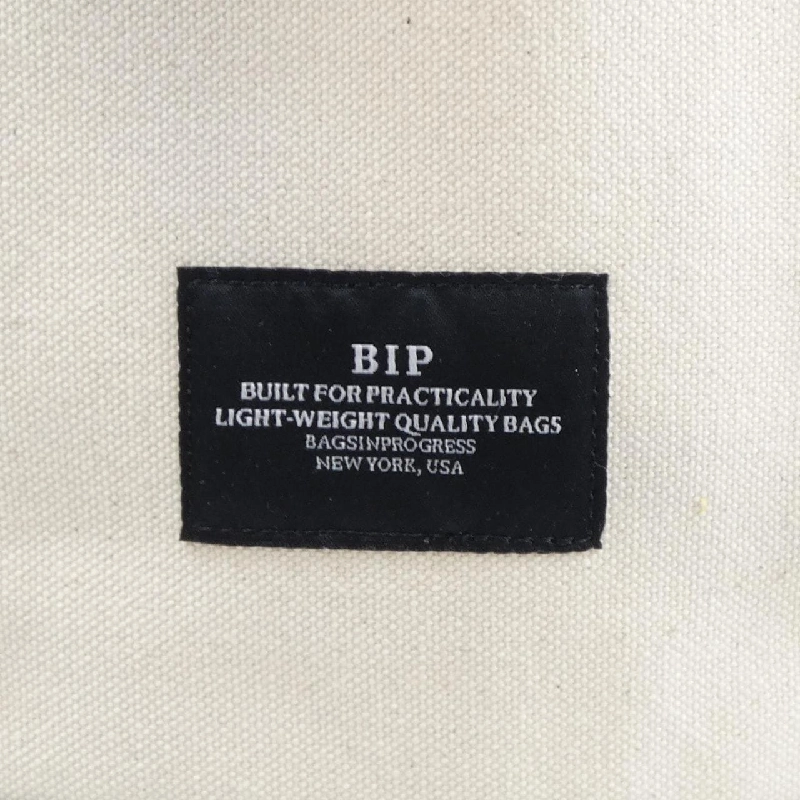 BIP
BUILT FOR PRACTICALITY
LIGHT-WEIGHT QUALITY BAGS
BAGSINPROGRESS
NEW YORK, USA